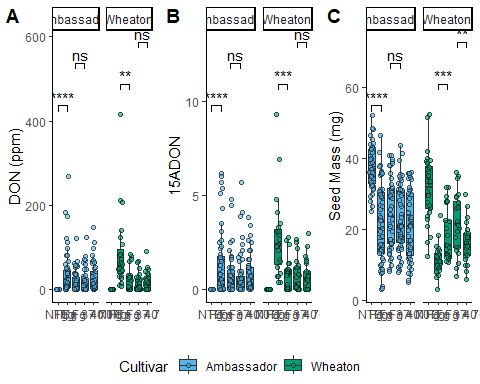 A
B
C
mbassad
Wheaton
mbassad
Wheaton
mbassad
Wheaton
DON (ppm)
600
400
200
0
15ADON
10
5
0
Seed Mass (mg)
60
40
20
0
****
ns
**
ns
****
ns
***
ns
****
ns
***
**
Cultivar
Ambassador
Wheaton